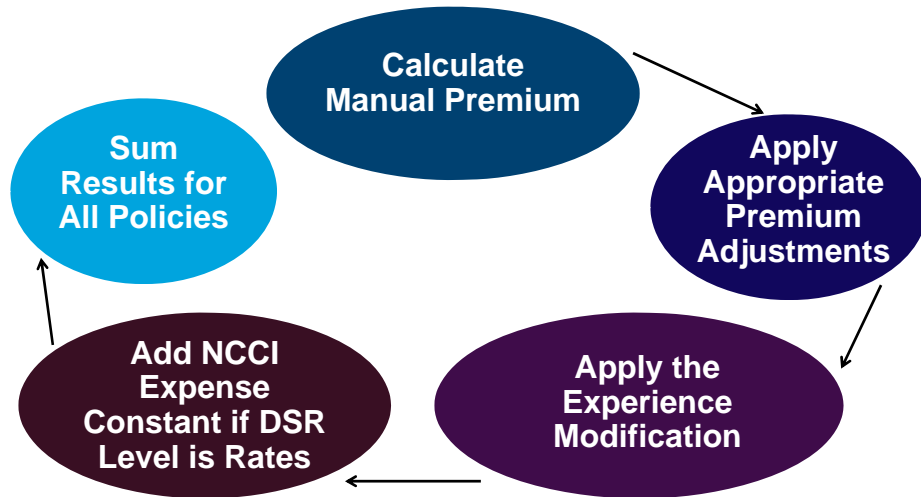 Calculate
Manual Premium
Apply
Appropriate
Premium
Adjustments
Apply the
Experience
Modification
Add NCCI
Expense
Constant if DSR
Level is Rates
Sum
Results for
All Policies